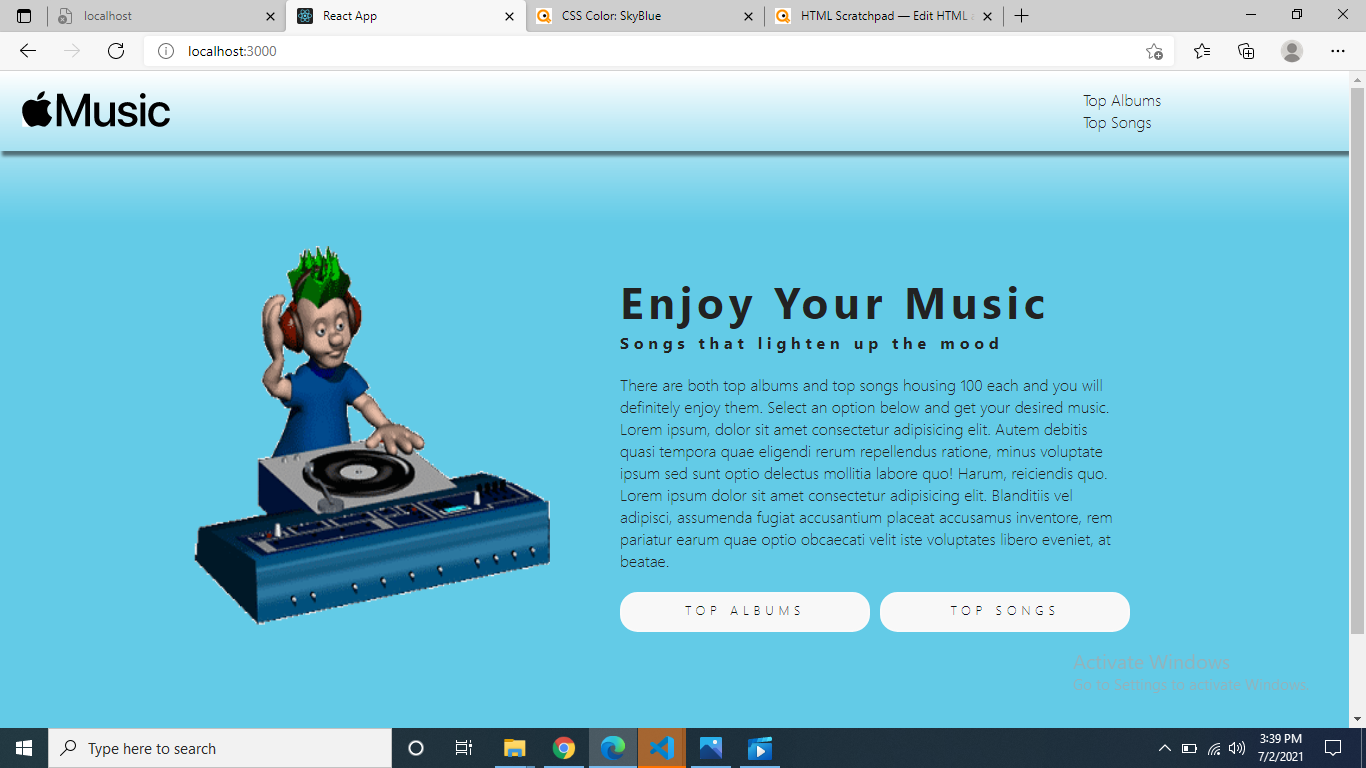 localhost
React App
CSS Color: SkyBlue
HTML Scratchpad — Edit HTML
localhost:3000
Music
Top Albums
Top Songs
Enjoy Your Music
Songs that lighten up the mood
There are both top albums and top songs housing 100 each and you will
definitely enjoy them. Select an option below and get your desired music.
Lorem ipsum, dolor sit amet consectetur adipisicing elit. Autem debitis
quasi tempora quae eligendi rerum repellendus ratione, minus voluptate
ipsum sed sunt optio delectus mollitia labore quo! Harum, reiciendis quo.
Lorem ipsum dolor sit amet consectetur adipisicing elit. Blanditiis vel
adipisci, assumenda fugiat accusantium placeat accusamus inventore, rem
pariatur earum quae optio obcaecati velit iste voluptates libero eveniet, at
beatae.
TOP ALBUMS
TOP SONGS
Activate Windows
Go to Settings to activate Windows.
Type here to search
3:39 PM
7/2/2021